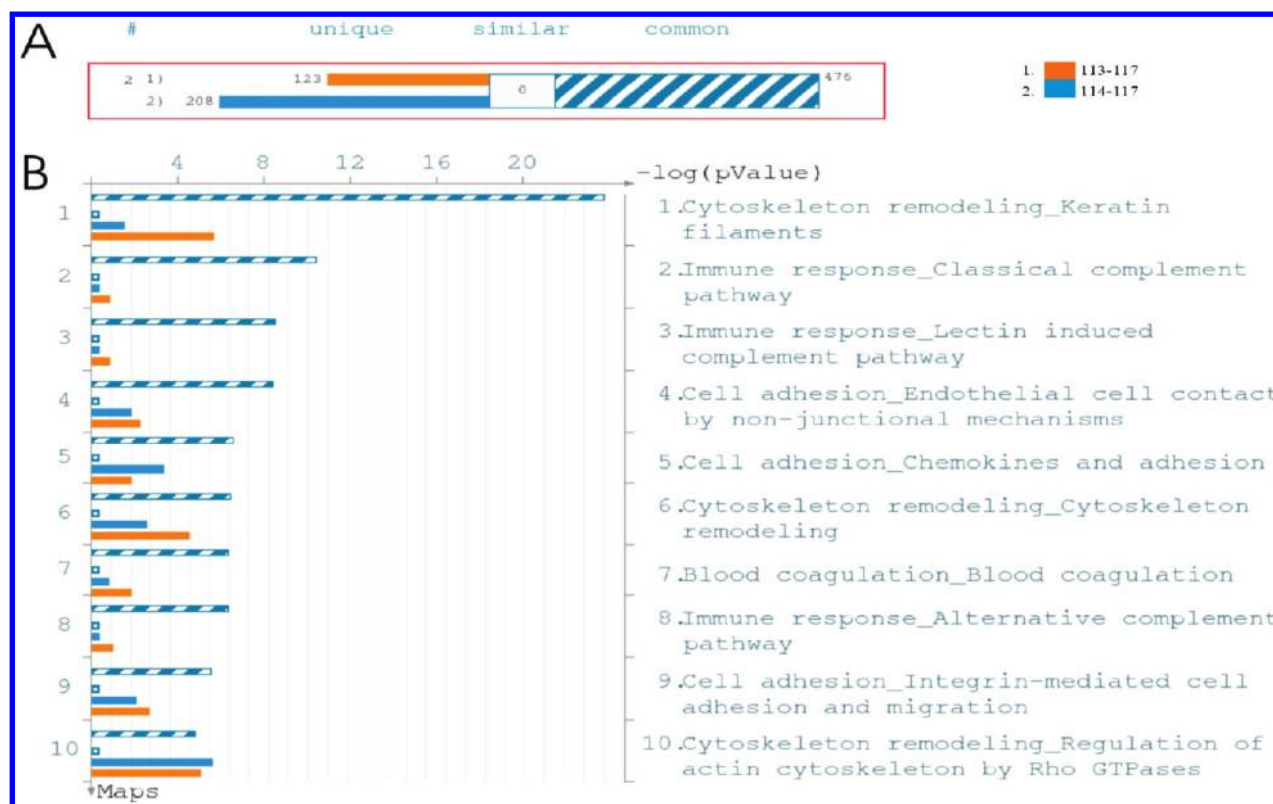 A
# unique similar common
2 1) 123 0 476
2) 208
1. 113-117
2. 114-117
B
4 8 12 16 20
-log(pValue)
1
2
3
4
5
6
7
8
9
10
Maps
1.Cytoskeleton remodeling_Keratin
filaments
2.Immune response_Classical complement
pathway
3.Immune response_Lectin induced
complement pathway
4.Cell adhesion_Endothelial cell contact
by non-junctional mechanisms
5.Cell adhesion_Chemokines and adhesion
6.Cytoskeleton remodeling_Cytoskeleton
remodeling
7.Blood coagulation_Blood coagulation
8.Immune response_Alternative complement
pathway
9.Cell adhesion_Integrin-mediated cell
adhesion and migration
10.Cytoskeleton remodeling_Regulation of
actin cytoskeleton by Rho GTPases